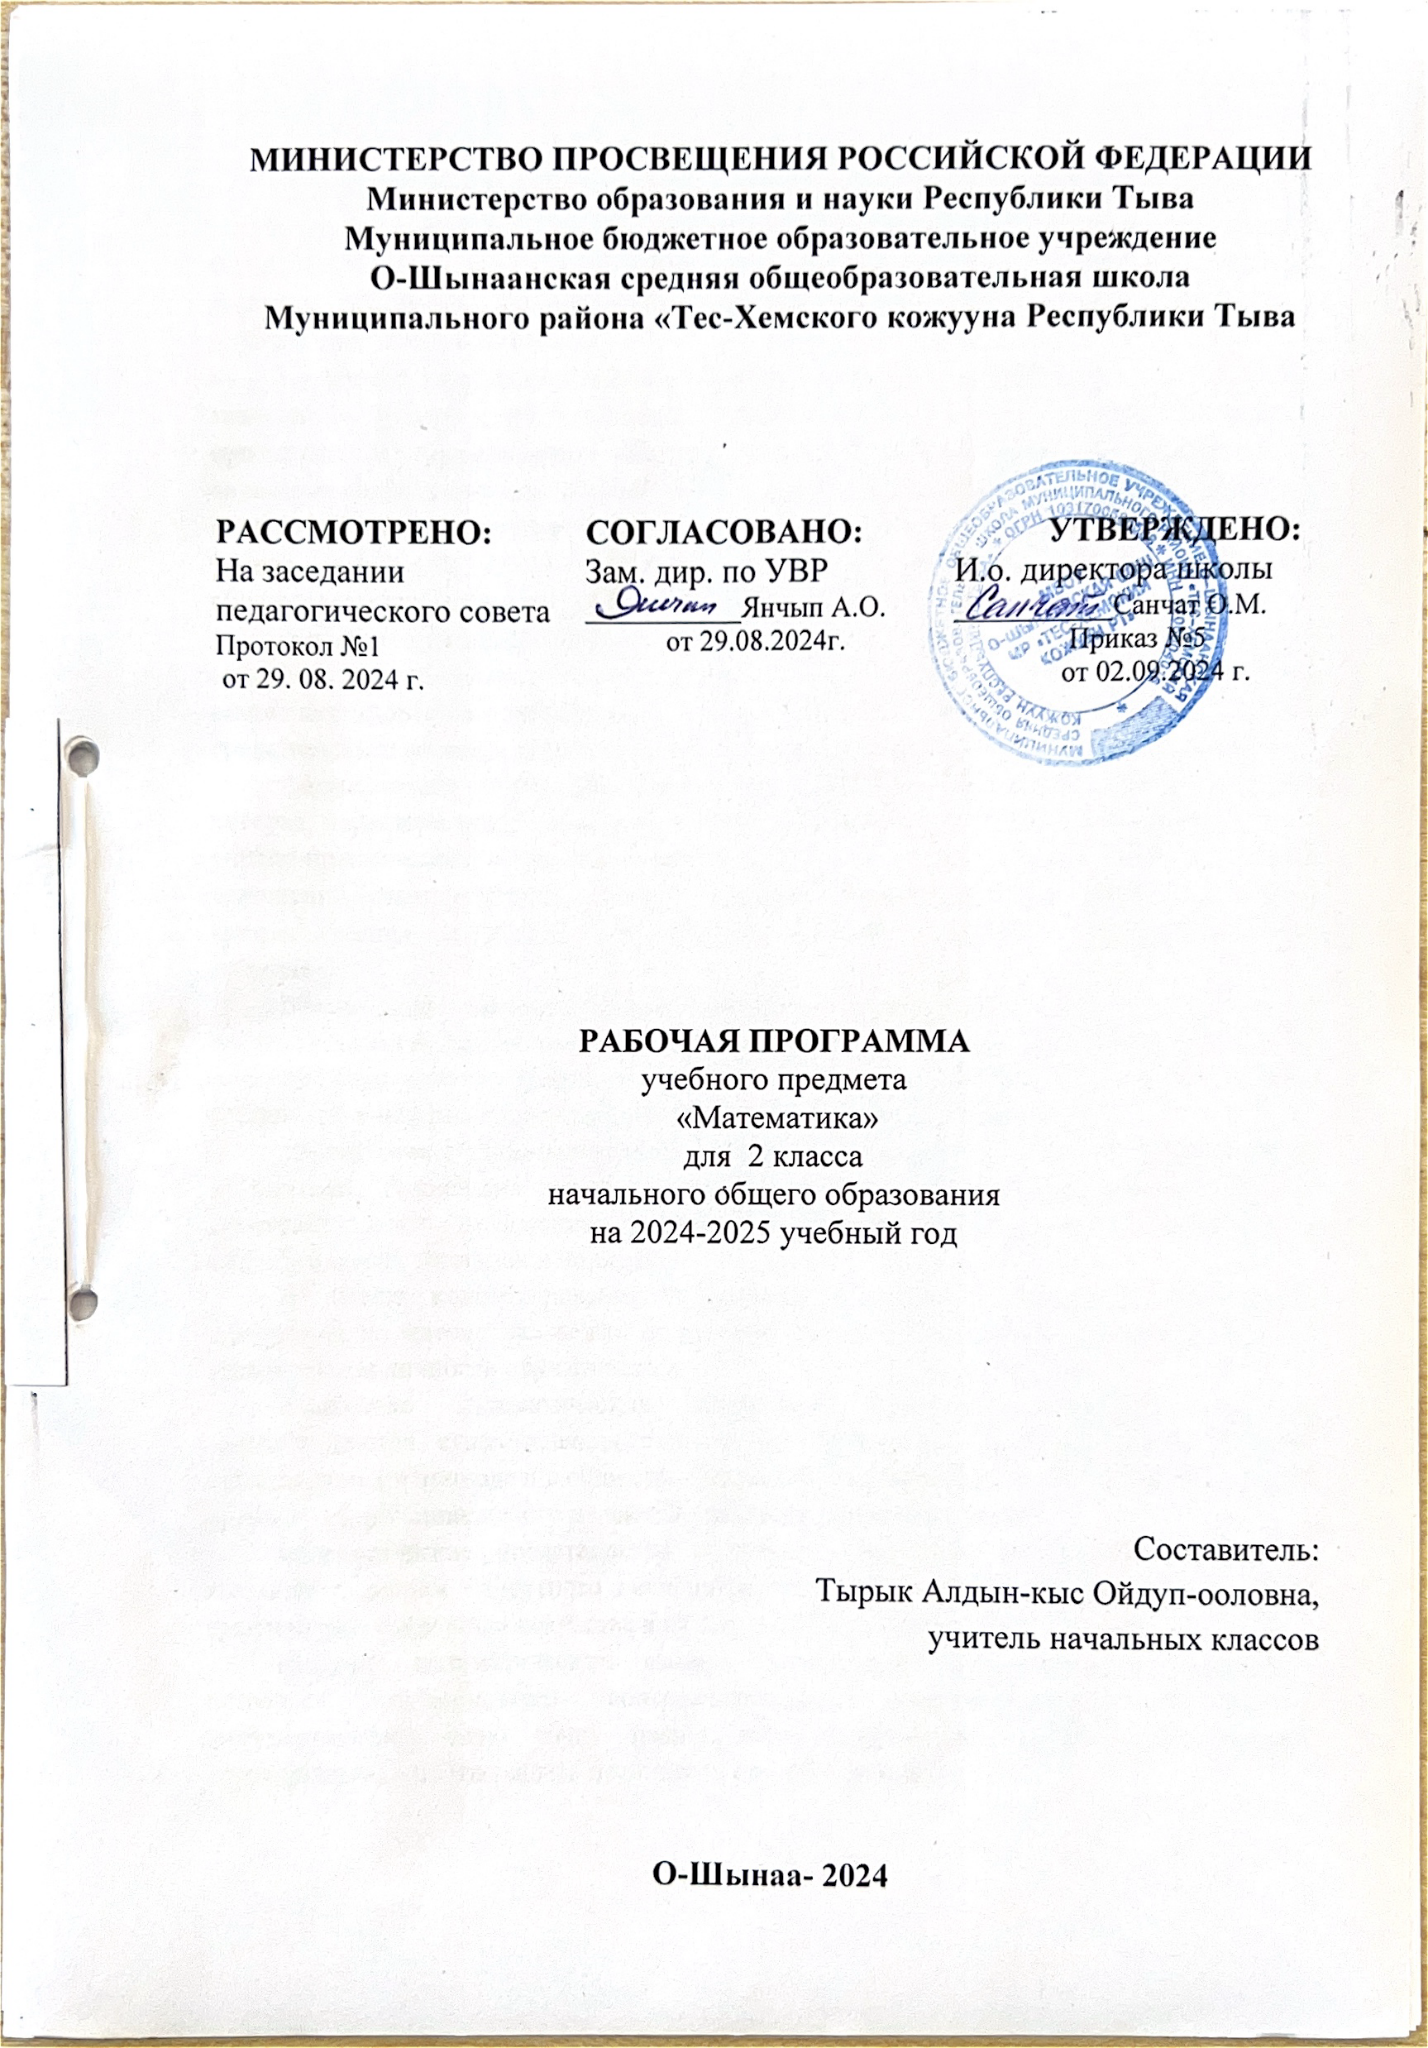 МИНИСТЕРСТВО ПРОСВЕЩЕНИЯ РОССИЙСКОЙ ФЕДЕРАЦИИ
Министерство образования и науки Республики Тыва
Муниципальное бюджетное образовательное учреждение
О-Шынаанская средняя общеобразовательная школа
Муниципального района «Тес-Хемского кожууна Республики Тыва
РАССМОТРЕНО:
На заседании
педагогического совета
Протокол №1
от 29. 08. 2024 г.
СОГЛАСОВАНО:
Зам. дир. по УВР
Янчып А.О.
от 29.08.2024г.
УТВЕРЖДЕНО:
И.о. директора школы
Санчат Санчат О.М.
Приказ №5
от 02.09.2024 г.
РАБОЧАЯ ПРОГРАММА
учебного предмета
«Математика»
для 2 класса
начального общего образования
на 2024-2025 учебный год
Составитель:
Тырык Алдын-кыс Ойдуп-ооловна,
учитель начальных классов
О-Шынаа- 2024